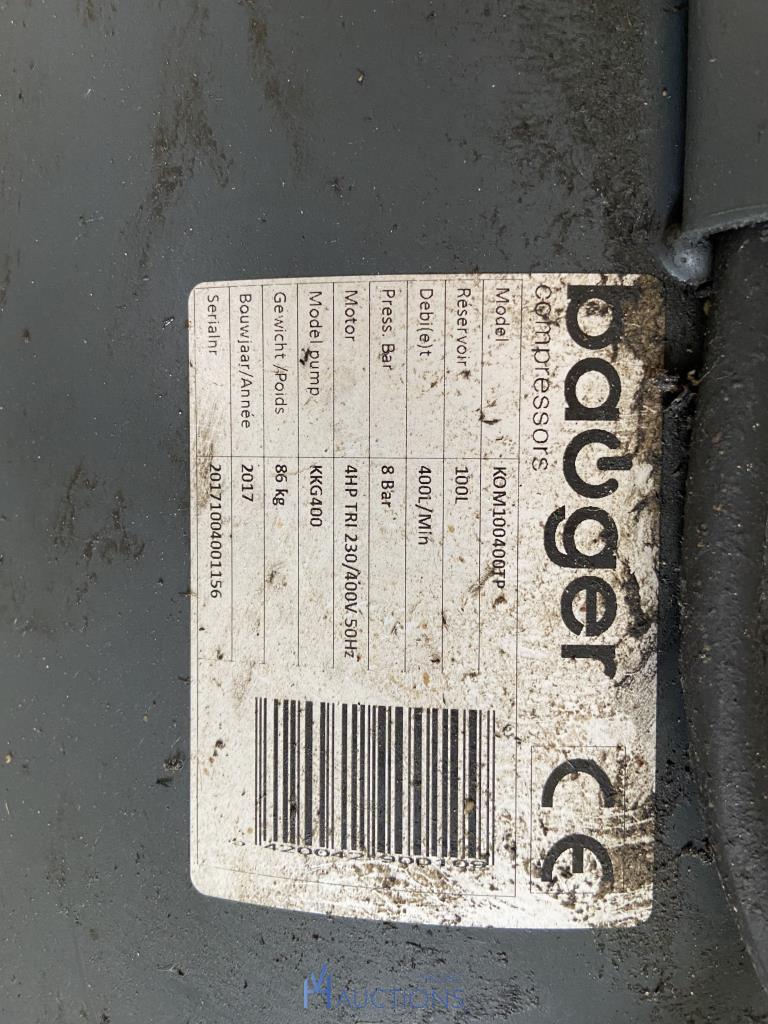 bauger
compressors
CE
Model KOM100400TP
Réservoir 100L
Debi(e)t 400L/Min
Press. Bar 8 Bar
Motor 4HP TRI 230/400V 50Hz
Model pump KKG400
Gewicht /Poids 86 kg
Bouwjaar/Année 2017
Serialnr 20171004001156
AUCTIONS